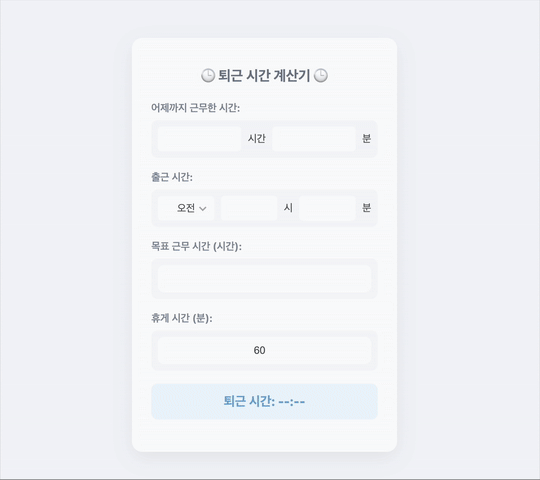 🕒 퇴근 시간 계산기 🕒
어제까지 근무한 시간:
시간 분
출근 시간:
오전 시 분
목표 근무 시간 (시간):
휴게 시간 (분):
60
퇴근 시간: --:--